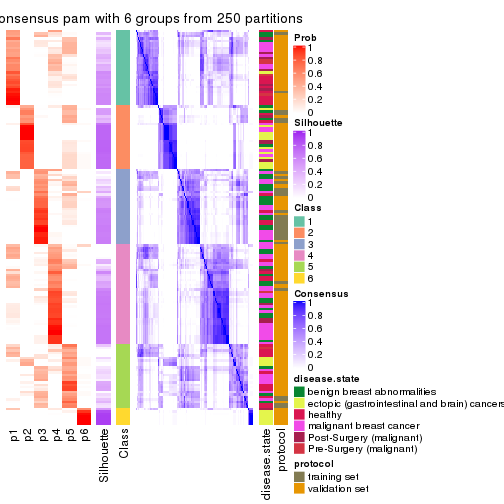 onsensus pam with 6 groups from 250 partitions
Prob
1
0.8
0.6
0.4
0.2
0
Silhouette
1
0.8
0.6
0.4
0.2
0
Class
1
2
3
4
5
6
Consensus
1
0.8
0.6
0.4
0.2
0
disease.state
benign breast abnormalities
ectopic (gastrointestinal and brain) cancers
healthy
malignant breast cancer
Post-Surgery (malignant)
Pre-Surgery (malignant)
protocol
training set
validation set
p1
p2
p3
p4
p5
p6
Silhouette
Class
disease.state
protocol